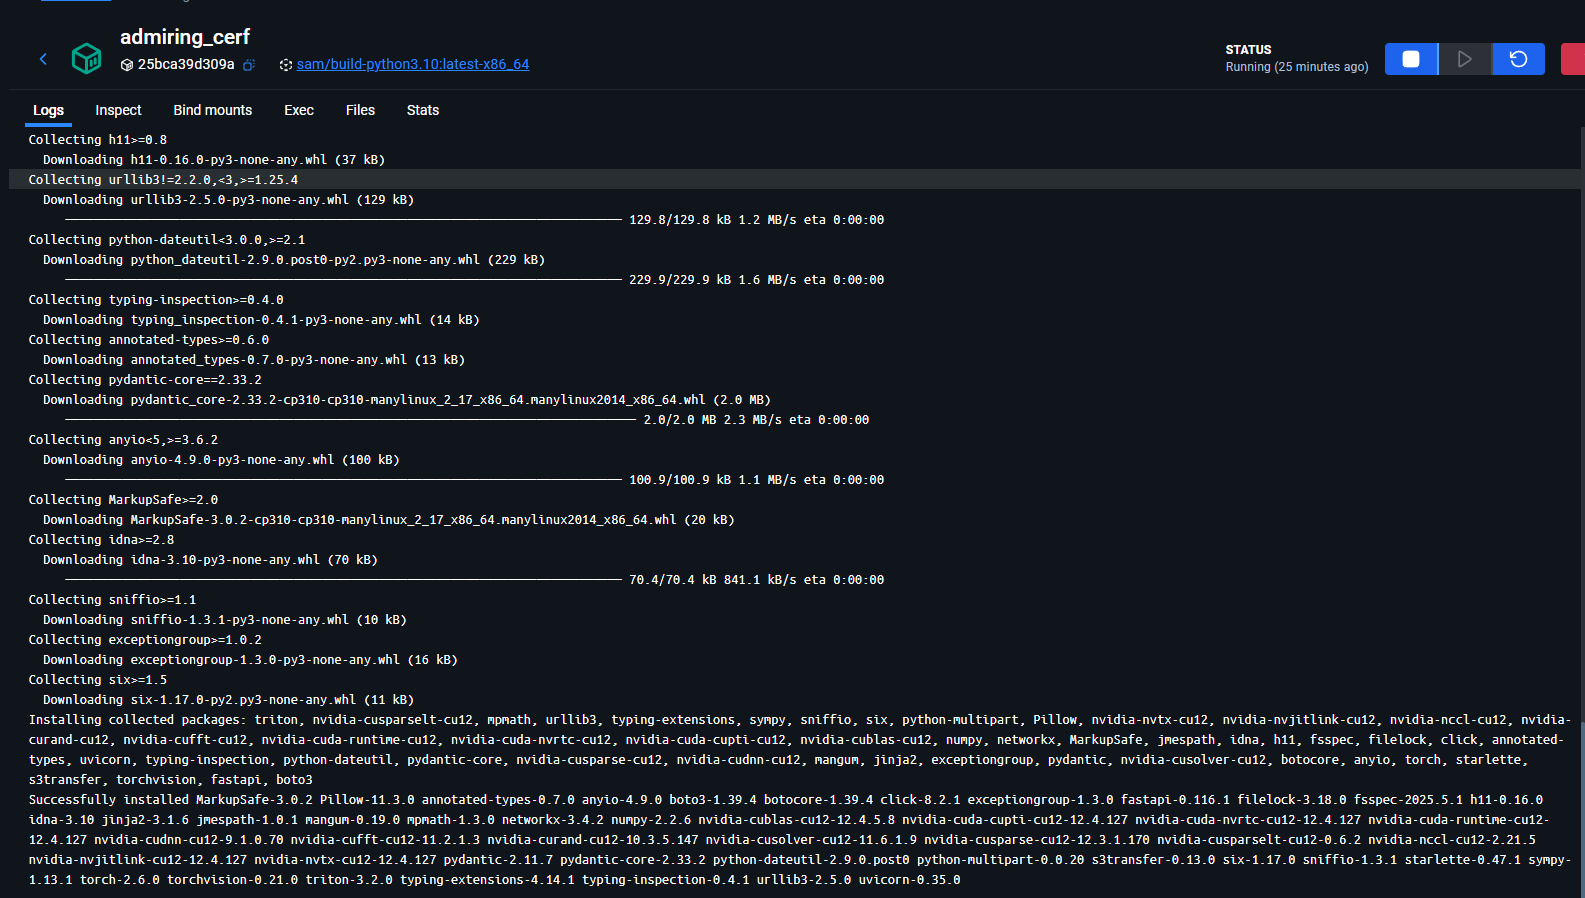 admiring_cerf
25bca39d309a
sam/build-python3.10:latest-x86_64
STATUS
Running (25 minutes ago)
Logs Inspect Bind mounts Exec Files Stats
Collecting h11>=0.8
Downloading h11-0.16.0-py3-none-any.whl (37 kB)
Collecting urllib3!=2.2.0,<3,>=1.25.4
Downloading urllib3-2.5.0-py3-none-any.whl (129 kB)
129.8/129.8 kB 1.2 MB/s eta 0:00:00
Collecting python-dateutil<3.0.0,>=2.1
Downloading python_dateutil-2.9.0.post0-py2.py3-none-any.whl (229 kB)
229.9/229.9 kB 1.6 MB/s eta 0:00:00
Collecting typing-inspection>=0.4.0
Downloading typing_inspection-0.4.1-py3-none-any.whl (14 kB)
Collecting annotated-types>=0.6.0
Downloading annotated_types-0.7.0-py3-none-any.whl (13 kB)
Collecting pydantic-core==2.33.2
Downloading pydantic_core-2.33.2-cp310-cp310-manylinux_2_17_x86_64.manylinux2014_x86_64.whl (2.0 MB)
2.0/2.0 MB 2.3 MB/s eta 0:00:00
Collecting anyio<5,>=3.6.2
Downloading anyio-4.9.0-py3-none-any.whl (100 kB)
100.9/100.9 kB 1.1 MB/s eta 0:00:00
Collecting MarkupSafe>=2.0
Downloading MarkupSafe-3.0.2-cp310-cp310-manylinux_2_17_x86_64.manylinux2014_x86_64.whl (20 kB)
Collecting idna>=2.8
Downloading idna-3.10-py3-none-any.whl (70 kB)
70.4/70.4 kB 841.1 kB/s eta 0:00:00
Collecting sniffio>=1.1
Downloading sniffio-1.3.1-py3-none-any.whl (10 kB)
Collecting exceptiongroup>=1.0.2
Downloading exceptiongroup-1.3.0-py3-none-any.whl (16 kB)
Collecting six>=1.5
Downloading six-1.17.0-py2.py3-none-any.whl (11 kB)
Installing collected packages: triton, nvidia-cusparselt-cu12, mpmath, urllib3, typing-extensions, sympy, sniffio, six, python-multipart, Pillow, nvidia-nvtx-cu12, nvidia-nvjitlink-cu12, nvidia-nccl-cu12, nvidia-
curand-cu12, nvidia-cufft-cu12, nvidia-cuda-runtime-cu12, nvidia-cuda-nvrtc-cu12, nvidia-cuda-cupti-cu12, nvidia-cublas-cu12, numpy, networkx, MarkupSafe, jmespath, idna, h11, fsspec, filelock, click, annotated-
types, uvicorn, typing-inspection, python-dateutil, pydantic-core, nvidia-cusparse-cu12, nvidia-cudnn-cu12, mangum, jinja2, exceptiongroup, pydantic, nvidia-cusolver-cu12, botocore, anyio, torch, starlette,
s3transfer, torchvision, fastapi, boto3
Successfully installed MarkupSafe-3.0.2 Pillow-11.3.0 annotated-types-0.7.0 anyio-4.9.0 boto3-1.39.4 botocore-1.39.4 click-8.2.1 exceptiongroup-1.3.0 fastapi-0.116.1 filelock-3.18.0 fsspec-2025.5.1 h11-0.16.0
idna-3.10 jinja2-3.1.6 jmespath-1.0.1 mangum-0.19.0 mpmath-1.3.0 networkx-3.4.2 numpy-2.2.6 nvidia-cublas-cu12-12.4.5.8 nvidia-cuda-cupti-cu12-12.4.127 nvidia-cuda-nvrtc-cu12-12.4.127 nvidia-cuda-runtime-cu12-
12.4.127 nvidia-cudnn-cu12-9.1.0.70 nvidia-cufft-cu12-11.2.1.3 nvidia-curand-cu12-10.3.5.147 nvidia-cusolver-cu12-11.6.1.9 nvidia-cusparse-cu12-12.3.1.170 nvidia-cusparselt-cu12-0.6.2 nvidia-nccl-cu12-2.21.5
nvidia-nvjitlink-cu12-12.4.127 nvidia-nvtx-cu12-12.4.127 pydantic-2.11.7 pydantic-core-2.33.2 python-dateutil-2.9.0.post0 python-multipart-0.0.20 s3transfer-0.13.0 six-1.17.0 sniffio-1.3.1 starlette-0.47.1 sympy-
1.13.1 torch-2.6.0 torchvision-0.21.0 triton-3.2.0 typing-extensions-4.14.1 typing-inspection-0.4.1 urllib3-2.5.0 uvicorn-0.35.0